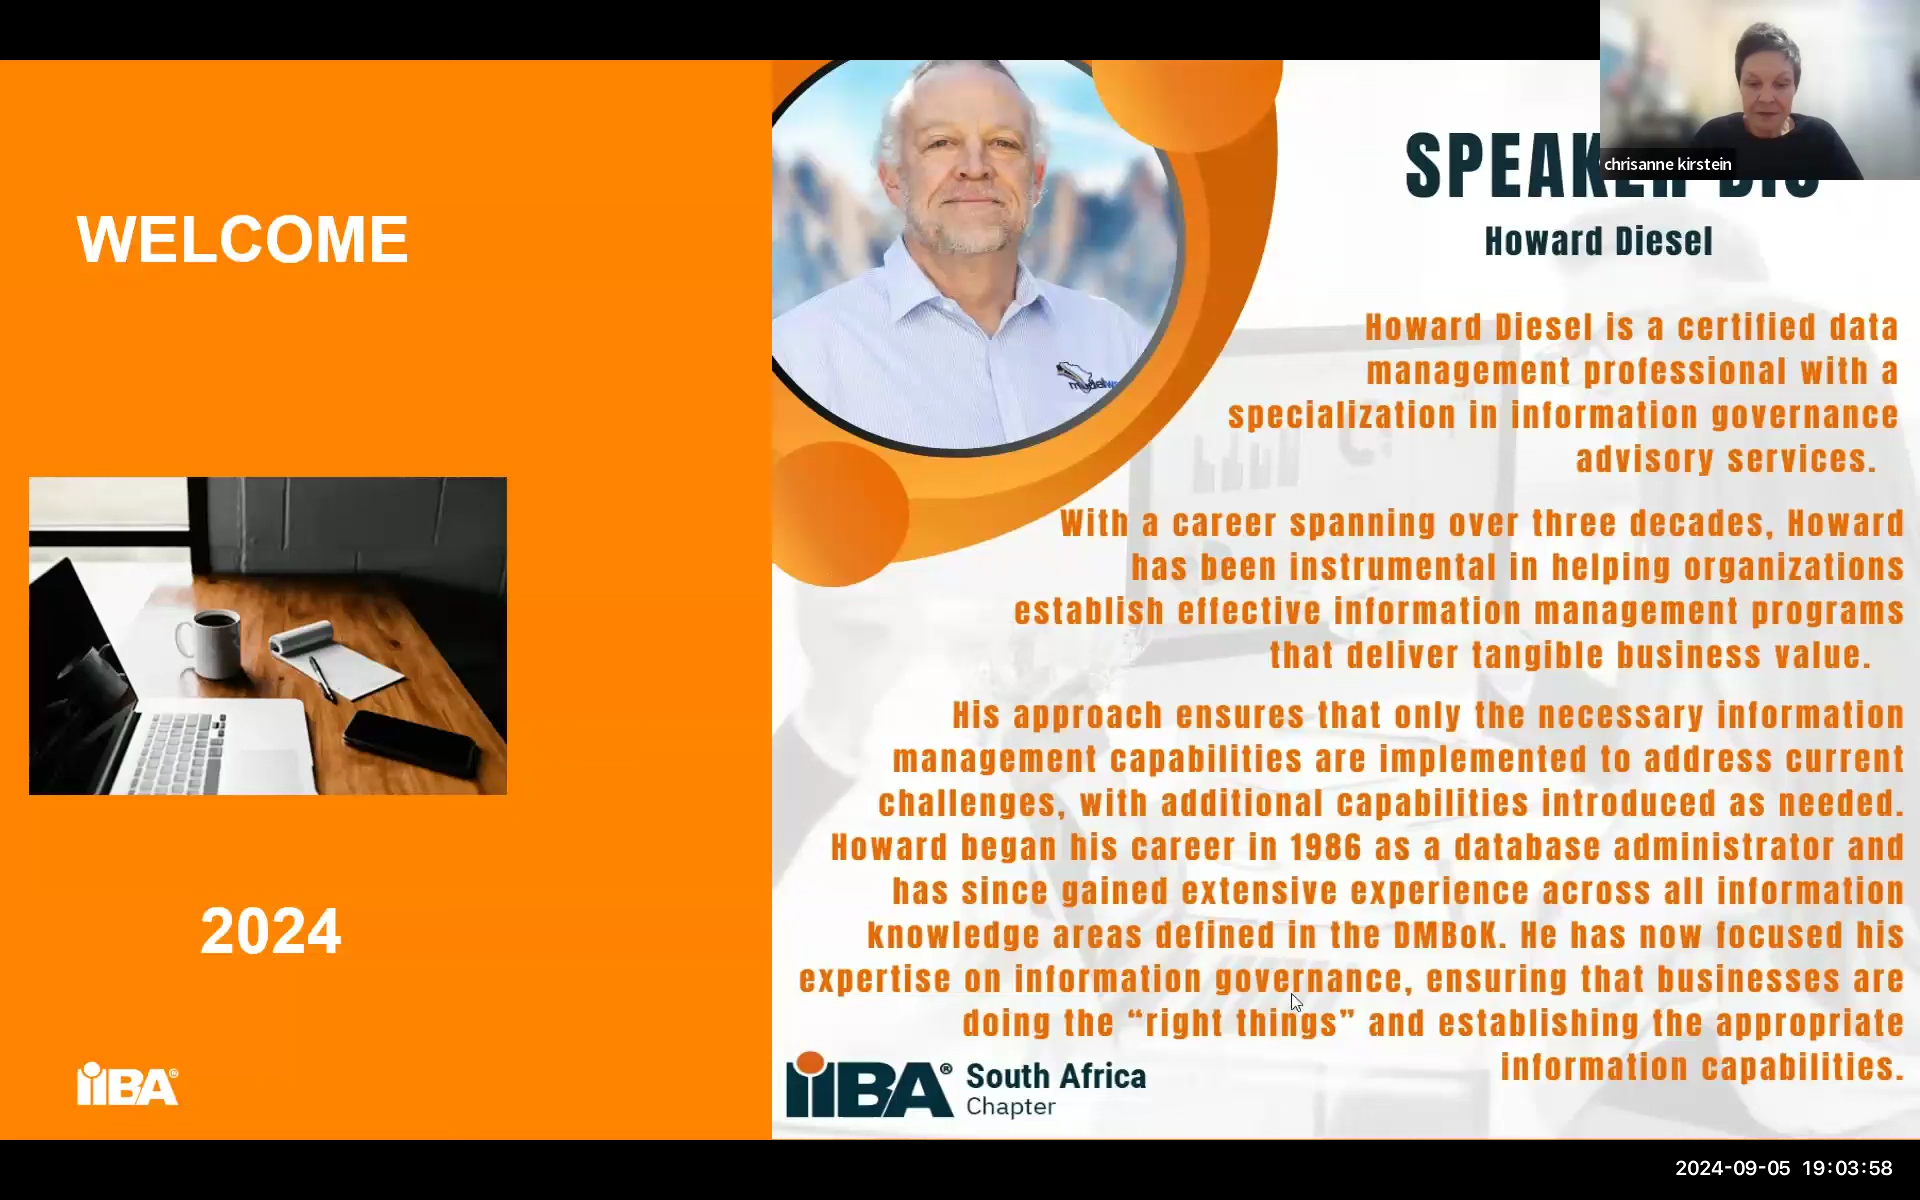 WELCOME
2024
iiBA®
SPEAKER BIO
chrisanne kirstein
Howard Diesel
Howard Diesel is a certified data
management professional with a
specialization in information governance
advisory services.
With a career spanning over three decades, Howard
has been instrumental in helping organizations
establish effective information management programs
that deliver tangible business value.
His approach ensures that only the necessary information
management capabilities are implemented to address current
challenges, with additional capabilities introduced as needed.
Howard began his career in 1986 as a database administrator and
has since gained extensive experience across all information
knowledge areas defined in the DMBoK. He has now focused his
expertise on information governance, ensuring that businesses are
doing the “right things” and establishing the appropriate
information capabilities.
iiBA® South Africa
Chapter
2024-09-05 19:03:58